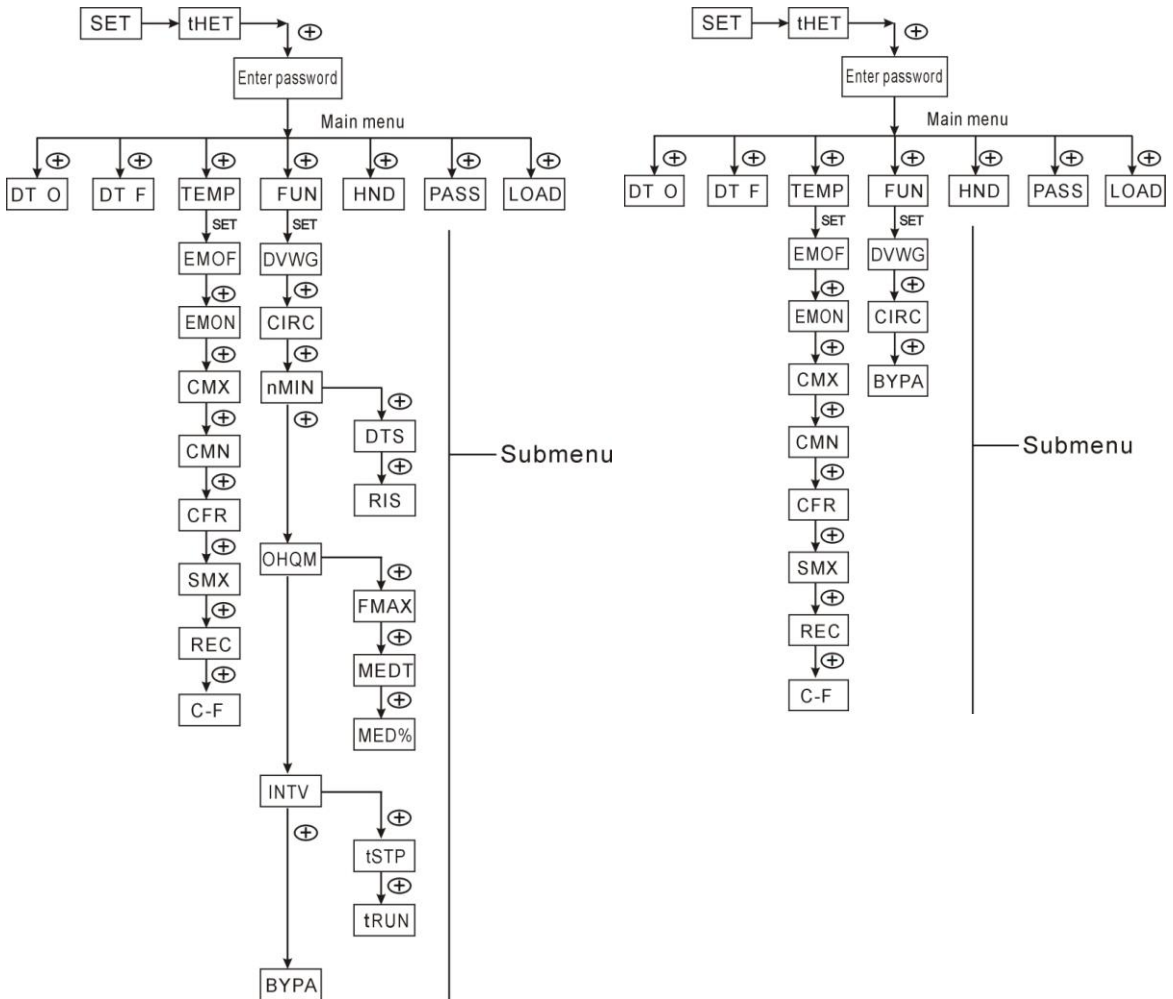 SET
tHET
Enter password
Main menu
DT O
DT F
TEMP
FUN
HND
PASS
LOAD
SET
SET
EMOF
DVWG
EMON
CIRC
CMX
nMIN
DTS
CMN
RIS
CFR
OHQM
SMX
FMAX
REC
MEDT
C-F
MED%
INTV
tSTP
tRUN
BYPA
Submenu
SET
tHET
Enter password
Main menu
DT O
DT F
TEMP
FUN
HND
PASS
LOAD
SET
SET
EMOF
DVWG
EMON
CIRC
CMX
BYPA
CMN
CFR
SMX
REC
C-F
Submenu